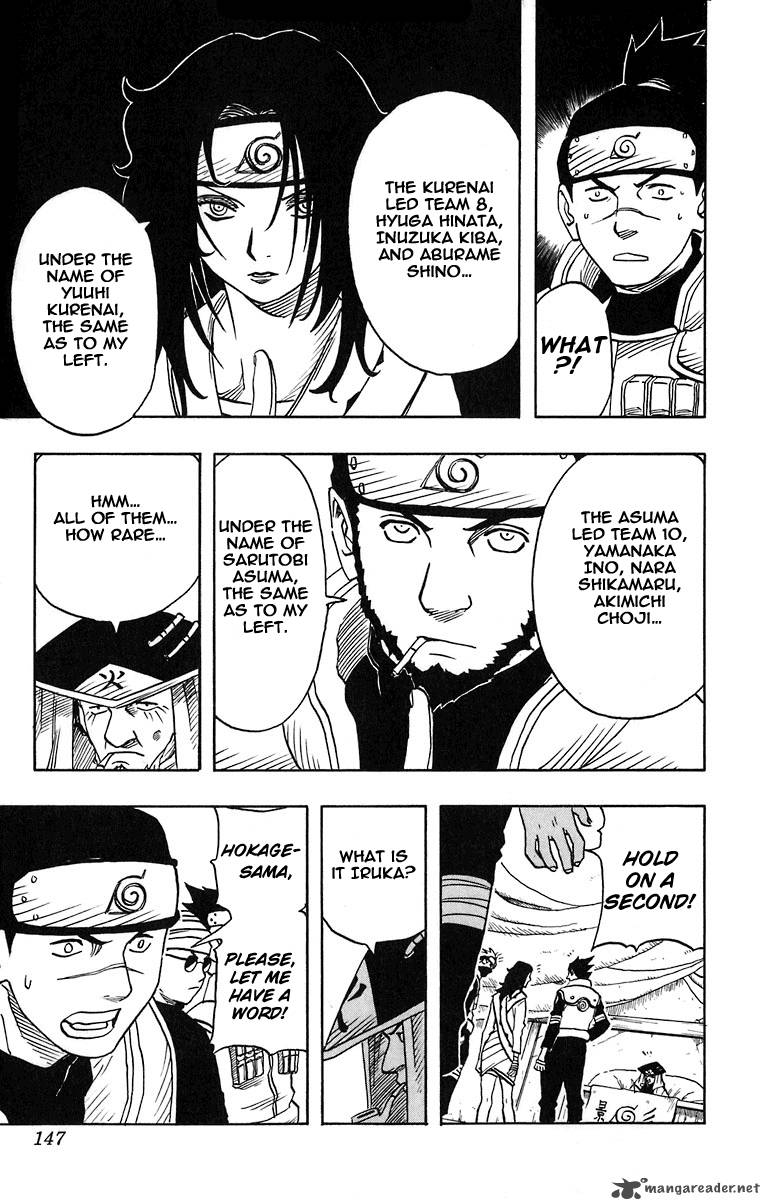 WHAT
?!
THE KURENAI
LED TEAM 8,
HYUGA HINATA,
INUZUKA KIBA,
AND ABURAME
SHINO...
UNDER THE
NAME OF
YUUHI
KURENAI,
THE SAME
AS TO MY
LEFT.
THE ASUMA
LED TEAM 10,
YAMANAKA
INO, NARA
SHIKAMARU,
AKIMICHI
CHOJI...
UNDER THE
NAME OF
SARUTOBI
ASUMA,
THE SAME
AS TO MY
LEFT.
HMM...
ALL OF THEM...
HOW RARE...
火
HOLD
ON A
SECOND!
WHAT IS
IT IRUKA?
HOKAGE-
SAMA,
PLEASE,
LET ME
HAVE A
WORD!
147
mangareader.net